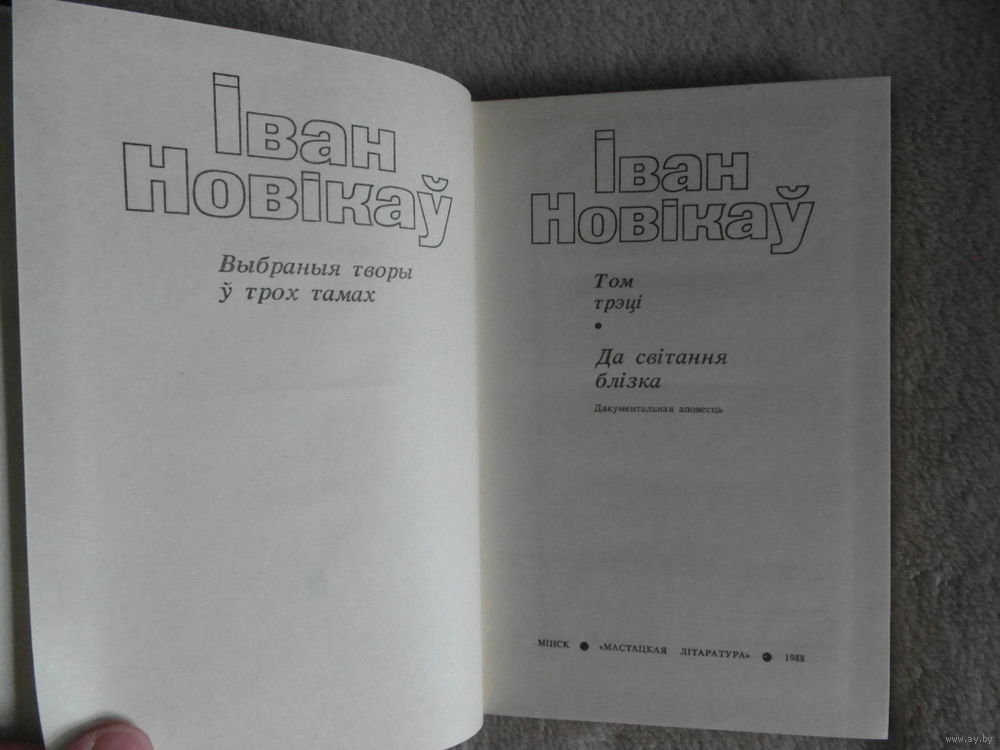 Іван
Новікаў
Выбраныя творы
ў трох тамах
Іван
Новікаў
Том
трэці
•
Да світання
блізка
Дакументальная аповесць
МІНСК ● «МАСТАЦКАЯ ЛІТАРАТУРА» ● 1988
www.ay.by